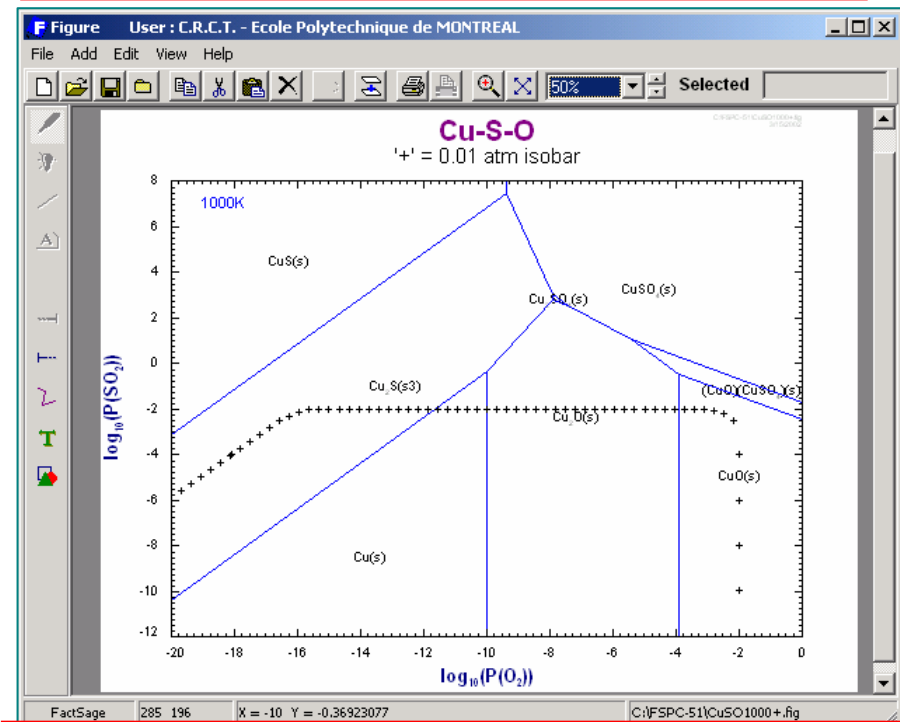 Figure User : C.R.C.T. - Ecole Polytechnique de MONTREAL
File Add Edit View Help
50% Selected
Cu-S-O
'+' = 0.01 atm isobar
1000K
8
6
4
2
0
-2
-4
-6
-8
-10
-12
log₁₀(P(SO₂))
CuS(s)
CuSO₄(s)
Cu₂S(s3)
Cu₂O(s)
CuO(s)
Cu(s)
-20 -18 -16 -14 -12 -10 -8 -6 -4 -2 0
log₁₀(P(O₂))
A
T
FactSage 285 196 X = -10 Y = -0.36923077 C:\FSPC-51\CuSO1000+.fig